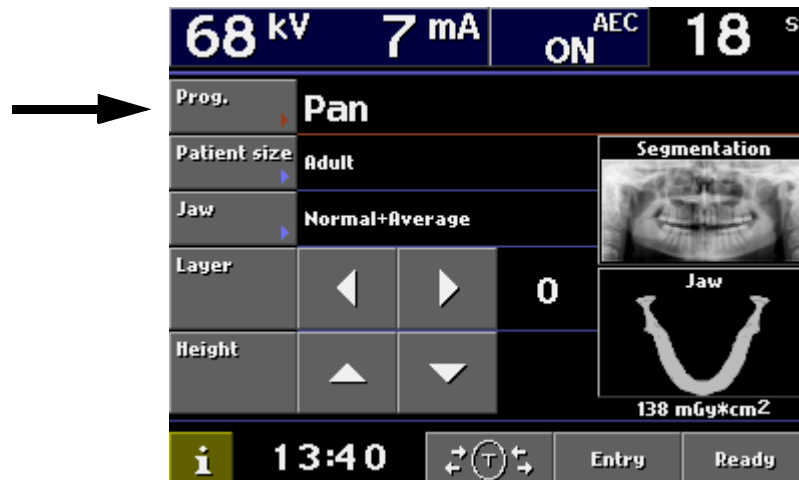 68 kV 7 mA AEC ON 18 s
Prog. Pan
Patient size Adult
Segmentation
Jaw Normal+Average
Layer 0
Jaw
Height
138 mGy*cm2
i 13:40 T Entry Ready